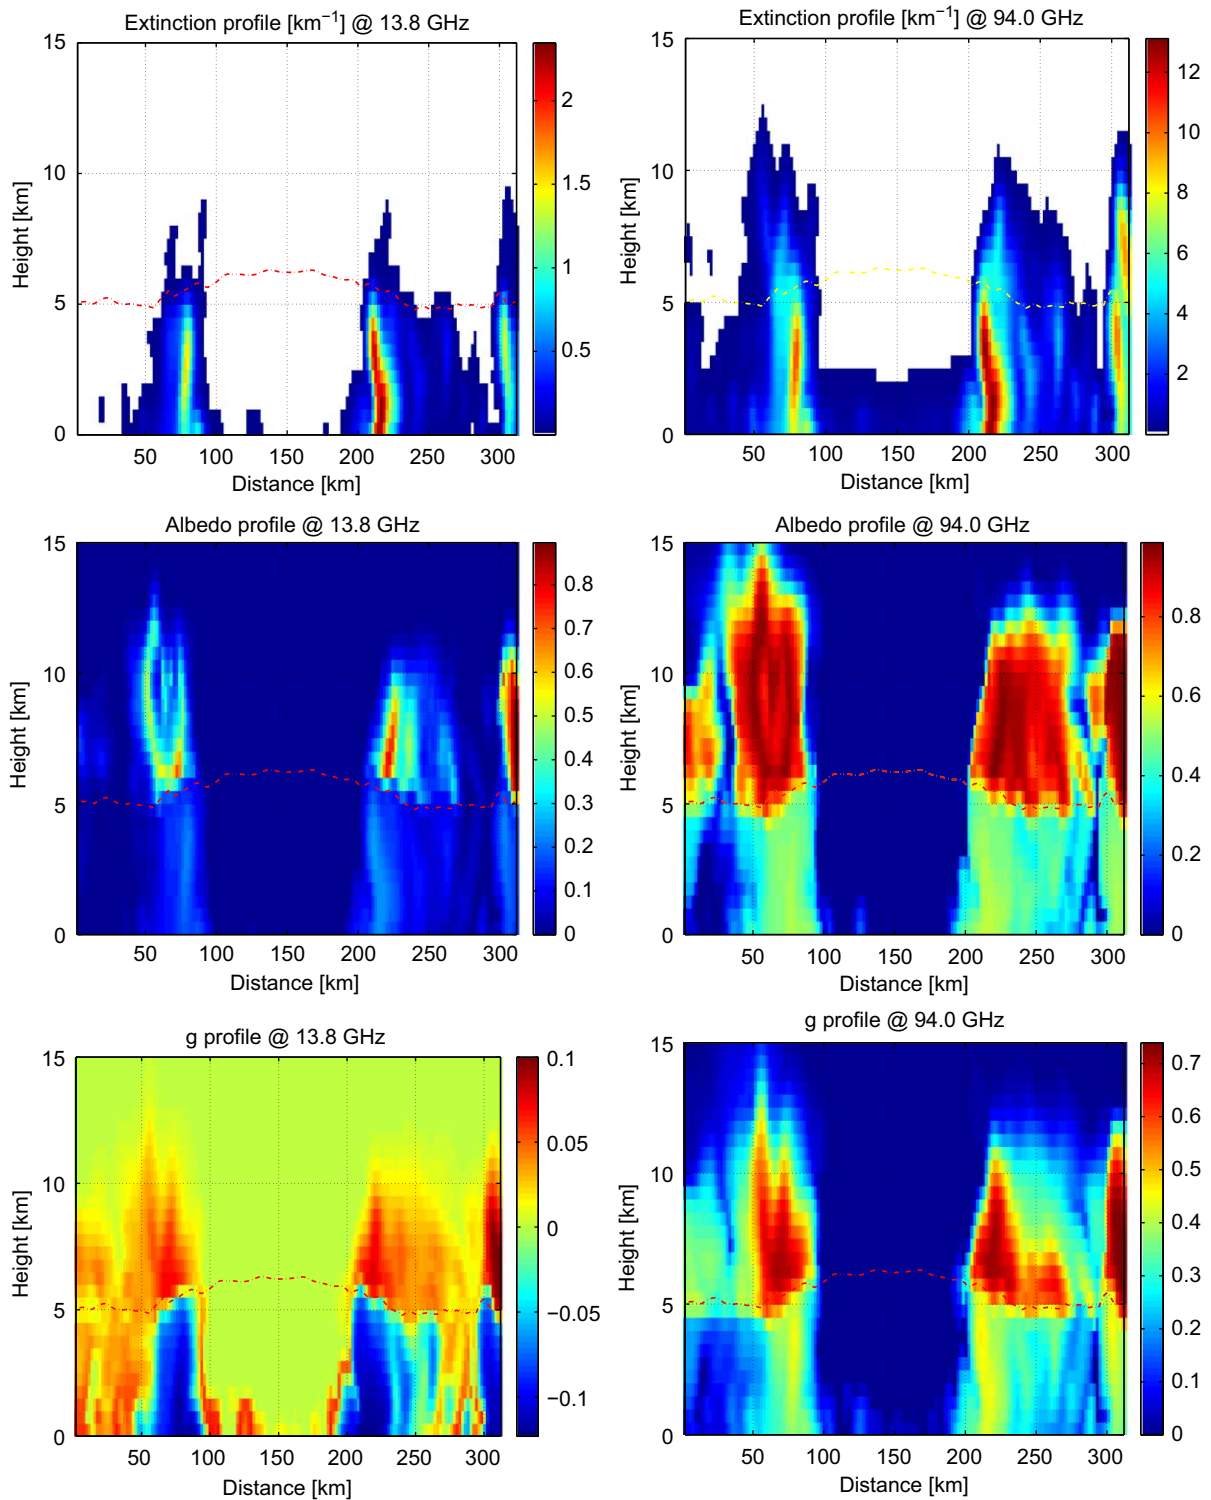 Extinction profile [km⁻¹] @ 13.8 GHz
15
10
5
0
Height [km]
50 100 150 200 250 300
Distance [km]
2
1.5
1
0.5
Extinction profile [km⁻¹] @ 94.0 GHz
15
10
5
0
Height [km]
50 100 150 200 250 300
Distance [km]
12
10
8
6
4
2
Albedo profile @ 13.8 GHz
15
10
5
0
Height [km]
50 100 150 200 250 300
Distance [km]
0.8
0.7
0.6
0.5
0.4
0.3
0.2
0.1
0
Albedo profile @ 94.0 GHz
15
10
5
0
Height [km]
50 100 150 200 250 300
Distance [km]
0.8
0.6
0.4
0.2
0
g profile @ 13.8 GHz
15
10
5
0
Height [km]
50 100 150 200 250 300
Distance [km]
0.1
0.05
0
−0.05
−0.1
g profile @ 94.0 GHz
15
10
5
0
Height [km]
50 100 150 200 250 300
Distance [km]
0.7
0.6
0.5
0.4
0.3
0.2
0.1
0